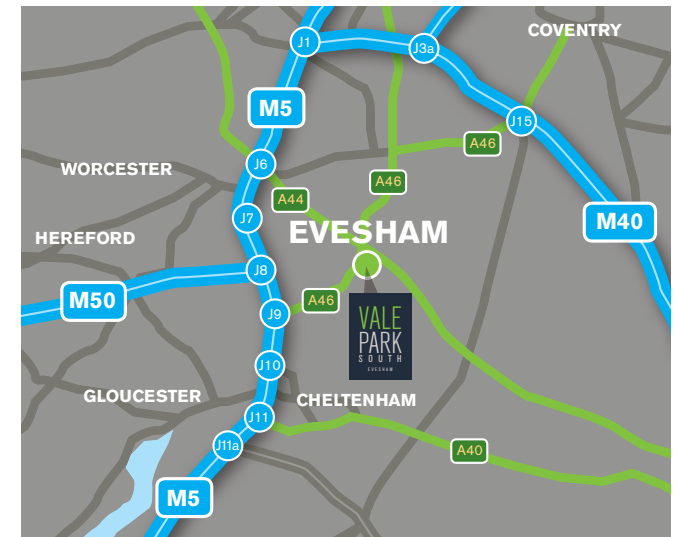 COVENTRY
J1
J3a
M5
J15
A46
WORCESTER
J6
A46
A44
J7
M40
HEREFORD
EVESHAM
J8
M50
A46
J9
VALE
PARK
SOUTH
EVESHAM
J10
GLOUCESTER
CHELTENHAM
J11
J11a
A40
M5